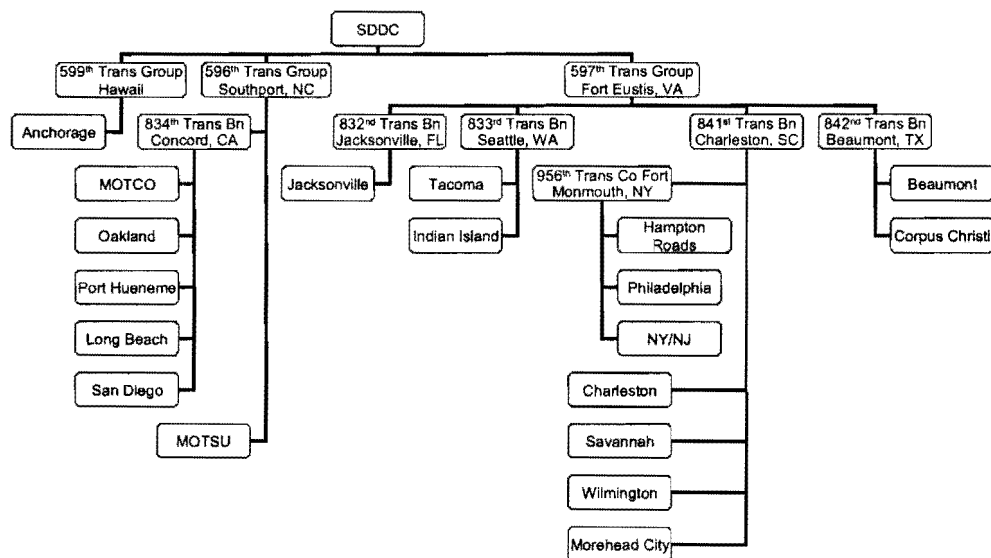 SDDC
599th Trans Group
Hawaii
596th Trans Group
Southport, NC
597th Trans Group
Fort Eustis, VA
Anchorage
834th Trans Bn
Concord, CA
832nd Trans Bn
Jacksonville, FL
833rd Trans Bn
Seattle, WA
841st Trans Bn
Charleston, SC
842nd Trans Bn
Beaumont, TX
MOTCO
Jacksonville
Tacoma
956th Trans Co Fort
Monmouth, NY
Beaumont
Oakland
Indian Island
Hampton
Roads
Corpus Christi
Port Hueneme
Philadelphia
Long Beach
NY/NJ
San Diego
Charleston
MOTSU
Savannah
Wilmington
Morehead City